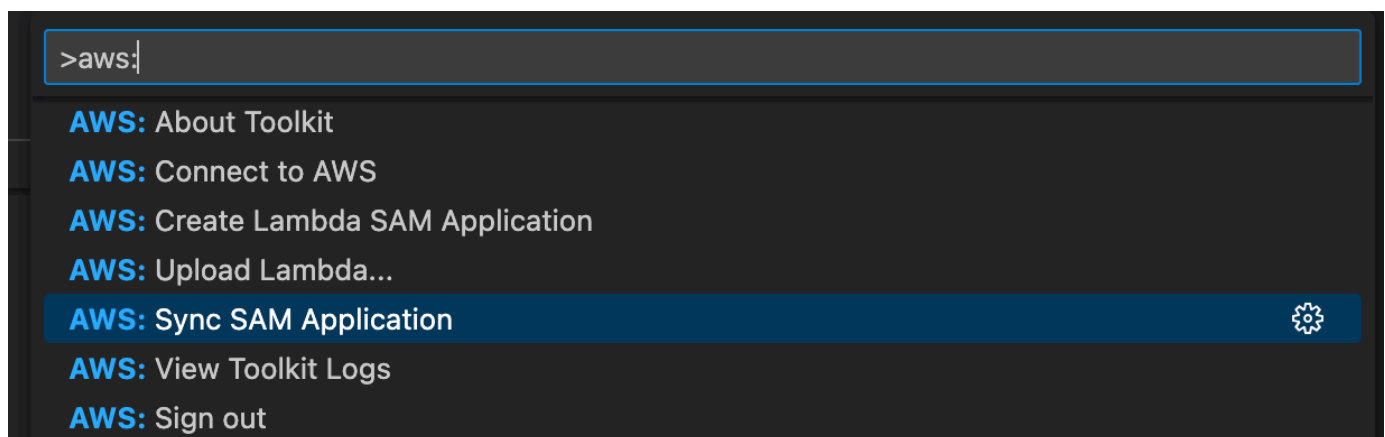 >aws:
AWS: About Toolkit
AWS: Connect to AWS
AWS: Create Lambda SAM Application
AWS: Upload Lambda...
AWS: Sync SAM Application
AWS: View Toolkit Logs
AWS: Sign out